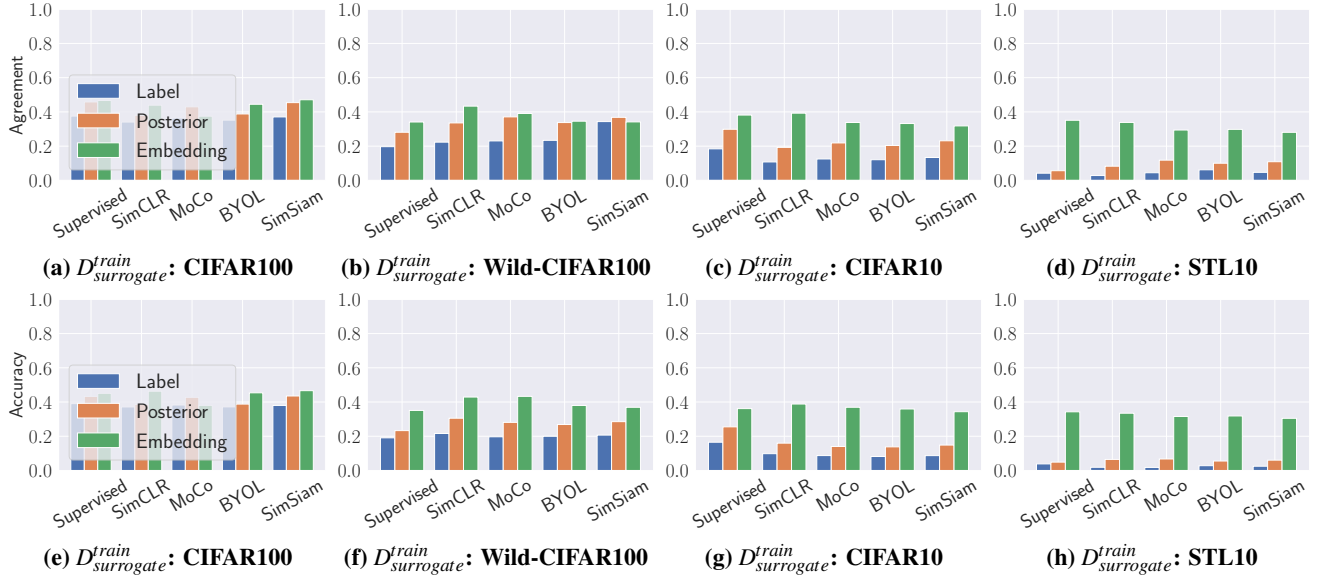 1.0 0.8 0.6 0.4 0.2 0.0
Agreement
Label
Posterior
Embedding
Supervised SimCLR MoCo BYOL SimSiam
1.0 0.8 0.6 0.4 0.2 0.0
Supervised SimCLR MoCo BYOL SimSiam
1.0 0.8 0.6 0.4 0.2 0.0
Supervised SimCLR MoCo BYOL SimSiam
1.0 0.8 0.6 0.4 0.2 0.0
Supervised SimCLR MoCo BYOL SimSiam
(a) D^{train}_{surrogate}: CIFAR100
(b) D^{train}_{surrogate}: Wild-CIFAR100
(c) D^{train}_{surrogate}: CIFAR10
(d) D^{train}_{surrogate}: STL10
1.0 0.8 0.6 0.4 0.2 0.0
Accuracy
Label
Posterior
Embedding
Supervised SimCLR MoCo BYOL SimSiam
1.0 0.8 0.6 0.4 0.2 0.0
Supervised SimCLR MoCo BYOL SimSiam
1.0 0.8 0.6 0.4 0.2 0.0
Supervised SimCLR MoCo BYOL SimSiam
1.0 0.8 0.6 0.4 0.2 0.0
Supervised SimCLR MoCo BYOL SimSiam
(e) D^{train}_{surrogate}: CIFAR100
(f) D^{train}_{surrogate}: Wild-CIFAR100
(g) D^{train}_{surrogate}: CIFAR10
(h) D^{train}_{surrogate}: STL10